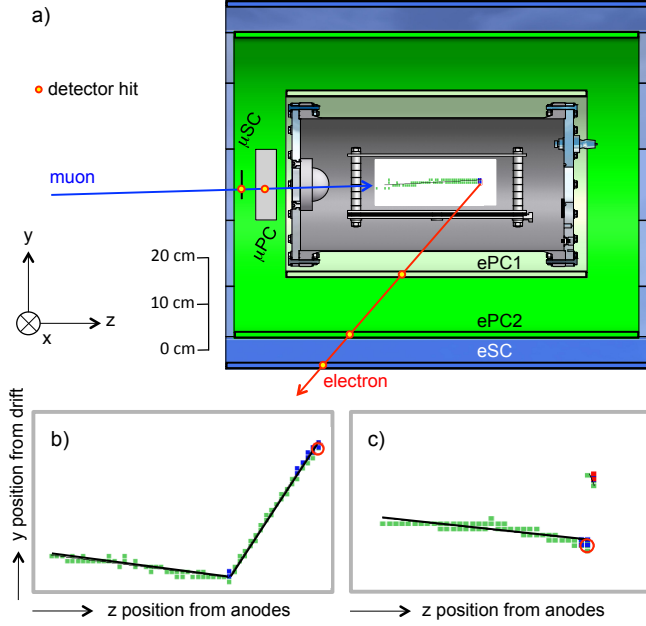 a)
detector hit
μSC
muon
μPC
y
z
x
20 cm
10 cm
0 cm
ePC1
ePC2
eSC
electron
b)
c)
y position from drift
z position from anodes
z position from anodes